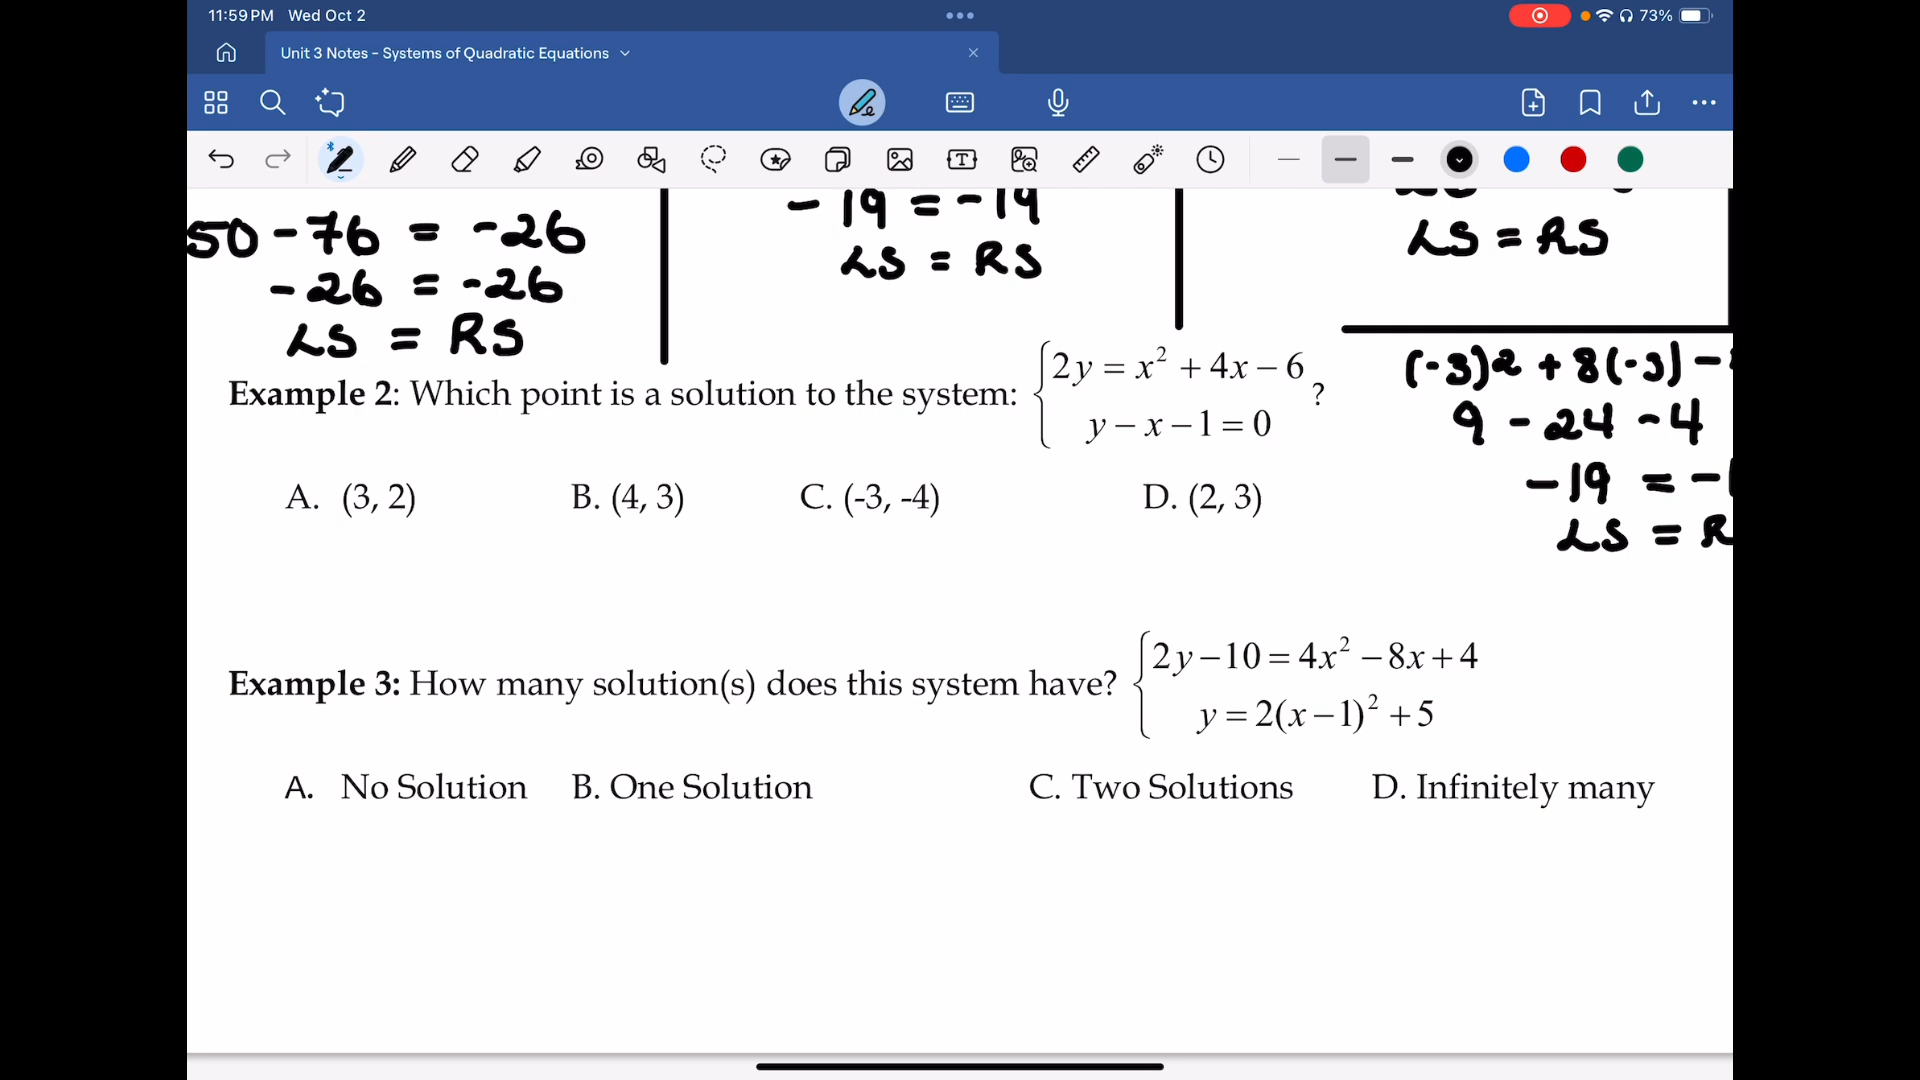 11:59 PM Wed Oct 2
73%
Unit 3 Notes - Systems of Quadratic Equations
50 - 76 = -26
-26 = -26
LS = RS
-19 = -19
LS = RS
LS = RS
Example 2: Which point is a solution to the system: { 2y = x² + 4x − 6
y − x − 1 = 0 ?
A. (3, 2) B. (4, 3) C. (-3, -4) D. (2, 3)
(-3)2 + 8(-3) -
9 - 24 - 4
-19 = -1
LS = R
Example 3: How many solution(s) does this system have? { 2y − 10 = 4x² − 8x + 4
y = 2(x − 1)² + 5
A. No Solution B. One Solution C. Two Solutions D. Infinitely many